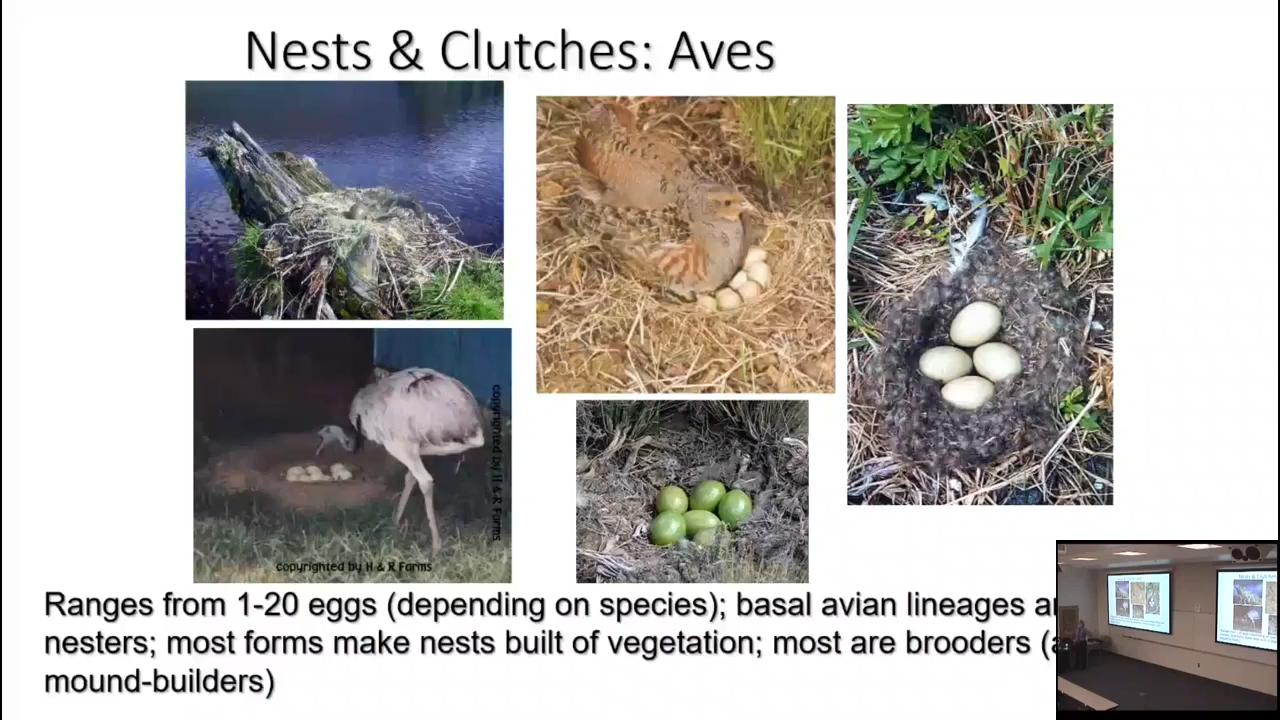 Nests & Clutches: Aves
copyrighted by H & R Farms
copyrighted by H & R Farms
Ranges from 1-20 eggs (depending on species); basal avian lineages
nesters; most forms make nests built of vegetation; most are brooders
mound-builders)